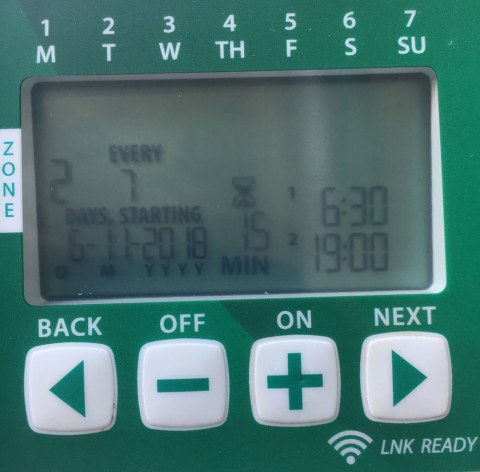 1 2 3 4 5 6 7
M T W TH F S SU
ZONE
EVERY
2 7
DAYS, STARTING
6-11-2018
D M Y Y Y Y
15
MIN
1 6:30
2 19:00
BACK OFF ON NEXT
LNK READY